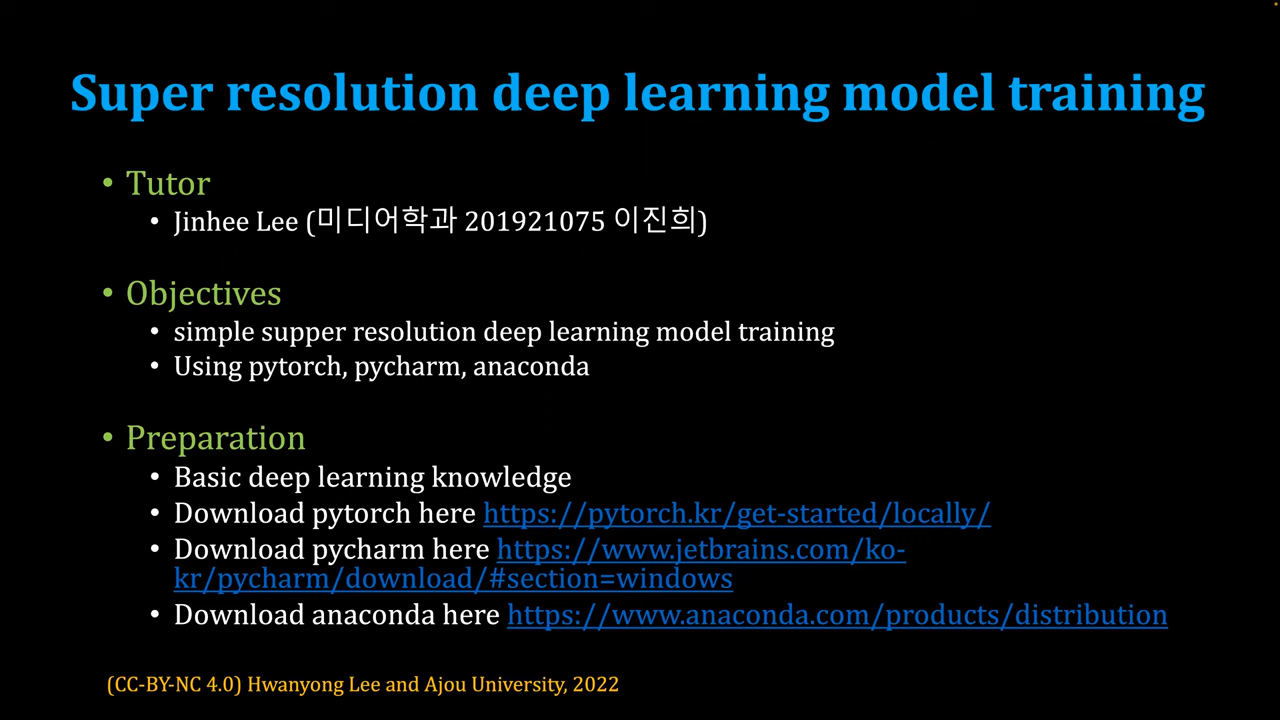 Super resolution deep learning model training
• Tutor
• Jinhee Lee (미디어학과 201921075 이진희)
• Objectives
• simple supper resolution deep learning model training
• Using pytorch, pycharm, anaconda
• Preparation
• Basic deep learning knowledge
• Download pytorch here https://pytorch.kr/get-started/locally/
• Download pycharm here https://www.jetbrains.com/ko-
kr/pycharm/download/#section=windows
• Download anaconda here https://www.anaconda.com/products/distribution
(CC-BY-NC 4.0) Hwanyong Lee and Ajou University, 2022